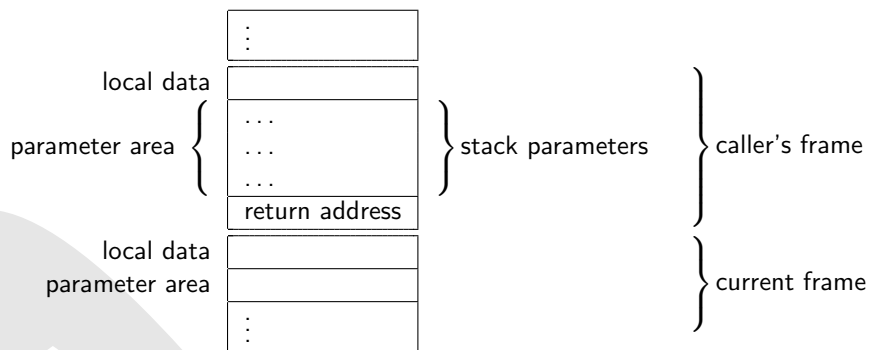 ⋮
local data
parameter area
. . .
. . .
. . .
stack parameters
caller's frame
return address
local data
parameter area
current frame
⋮